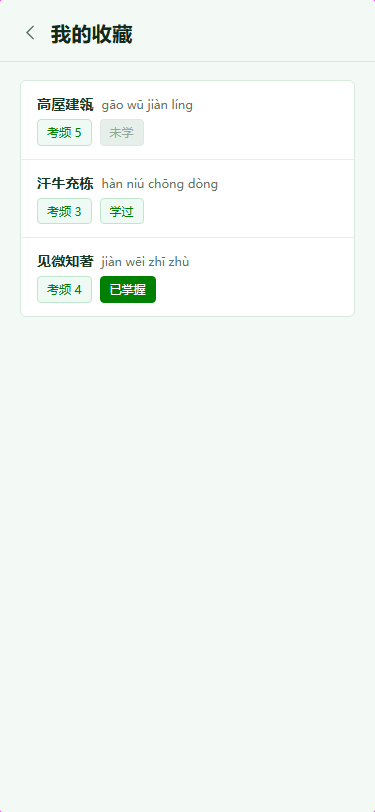 我的收藏
高屋建瓴 gāo wū jiàn líng
考频 5 未学
汗牛充栋 hàn niú chōng dòng
考频 3 学过
见微知著 jiàn wēi zhī zhù
考频 4 已掌握